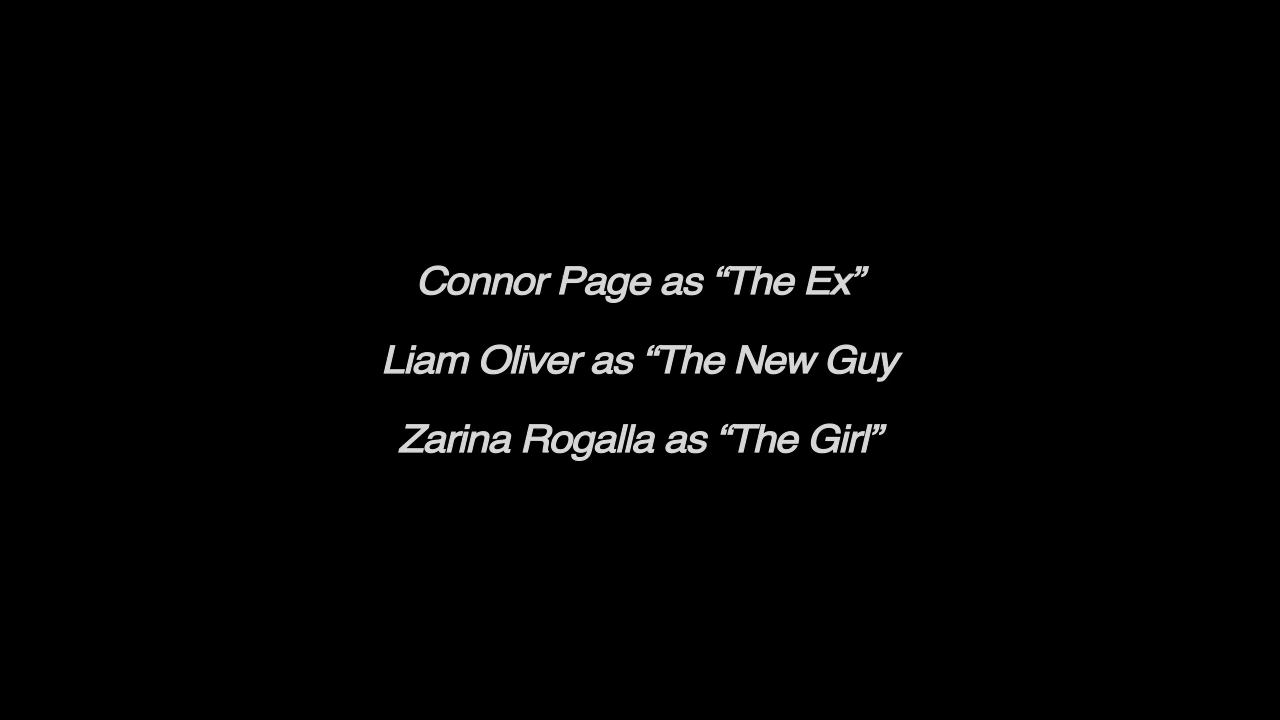 Connor Page as “The Ex”
Liam Oliver as “The New Guy
Zarina Rogalla as “The Girl”